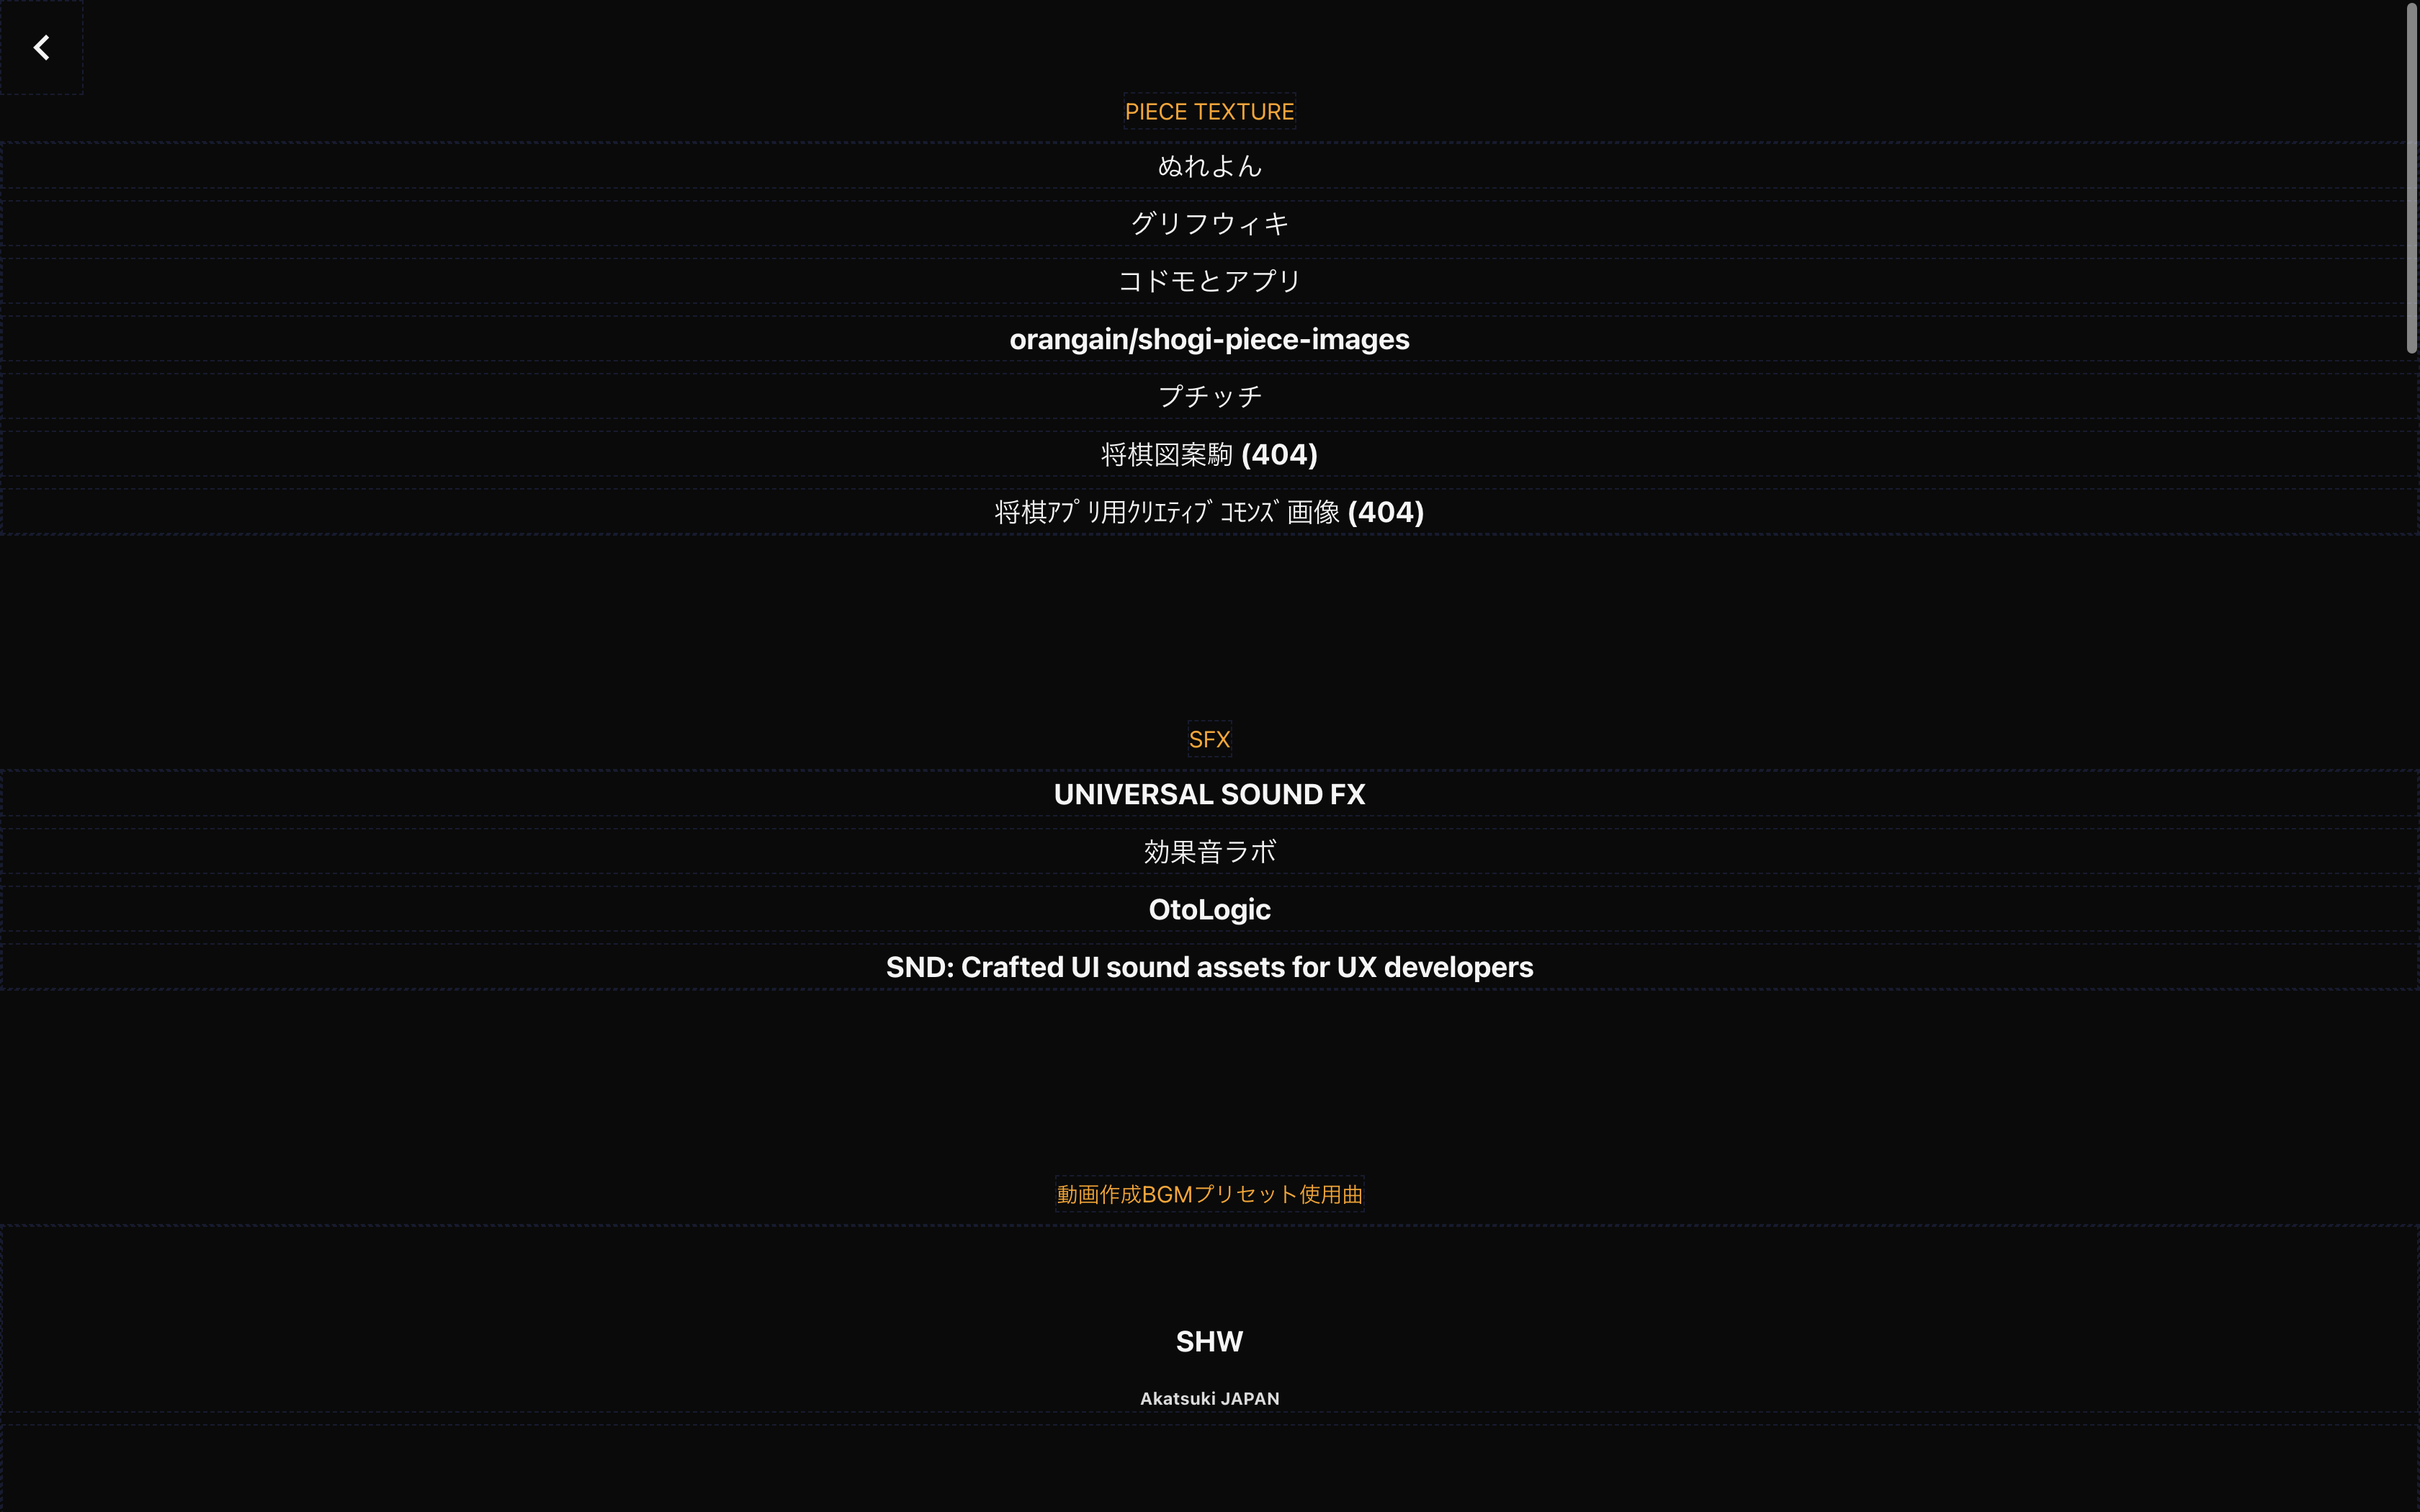 PIECE TEXTURE
ぬれよん
グリフウィキ
コドモとアプリ
orangain/shogi-piece-images
プチッチ
将棋図案駒 (404)
将棋ｱﾌﾟﾘ用ｸﾘｴﾃｨﾌﾞｺﾓﾝｽﾞ画像 (404)
SFX
UNIVERSAL SOUND FX
効果音ラボ
OtoLogic
SND: Crafted UI sound assets for UX developers
動画作成BGMプリセット使用曲
SHW
Akatsuki JAPAN